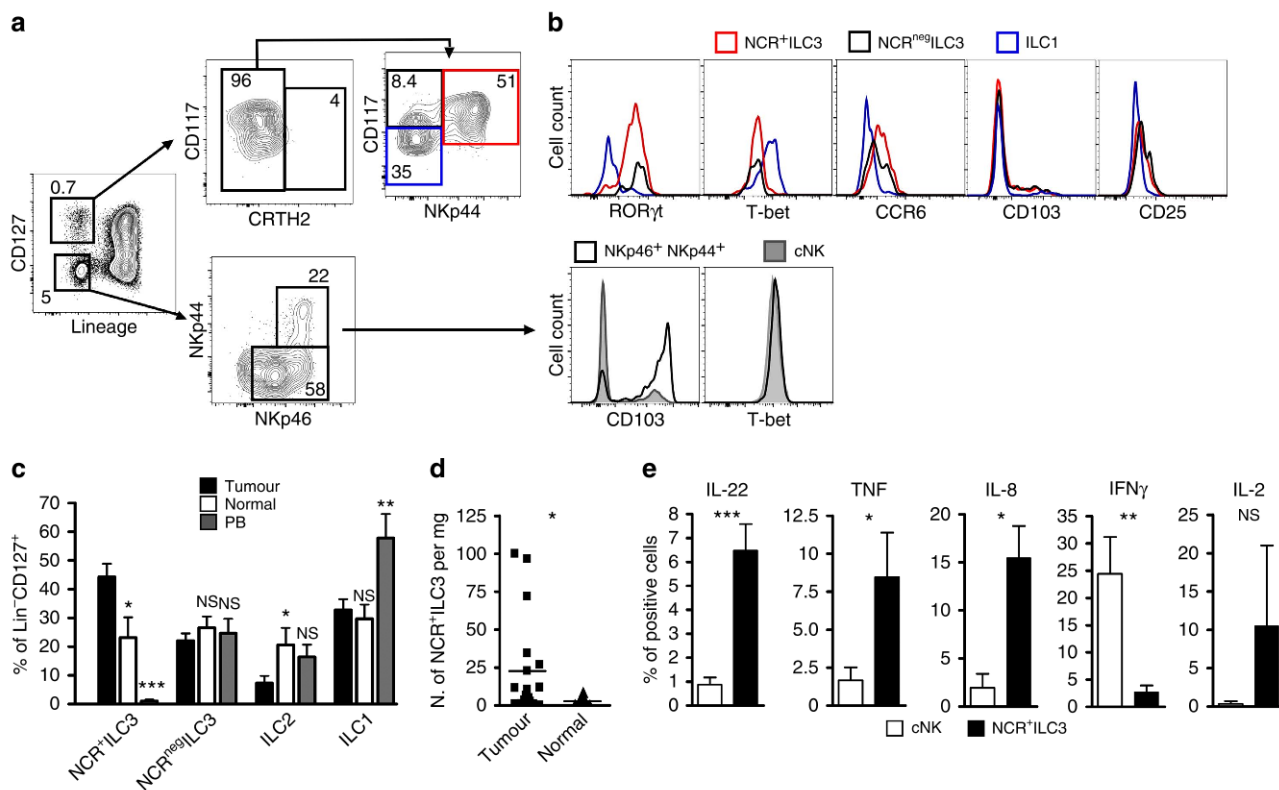 a
96
4
CD117
CRTH2
8.4
51
35
CD117
NKp44
0.7
5
CD127
Lineage
22
58
NKp44
NKp46
b
NCR⁺ILC3
NCRⁿᵉᵍILC3
ILC1
Cell count
RORγt
T-bet
CCR6
CD103
CD25
NKp46⁺ NKp44⁺
cNK
Cell count
CD103
T-bet
c
Tumour
Normal
PB
% of Lin⁻CD127⁺
70
60
50
40
30
20
10
0
*
***
NS NS
*
NS
NS
**
NCR⁺ILC3
NCRⁿᵉᵍILC3
ILC2
ILC1
d
N. of NCR⁺ILC3 per mg
125
100
75
50
25
0
*
Tumour
Normal
e
% of positive cells
IL-22
***
8
7
6
5
4
3
2
1
0
TNF
*
12.5
10
7.5
5
2.5
0
IL-8
*
20
15
10
5
0
IFNγ
**
35
30
25
20
15
10
5
0
IL-2
NS
25
20
15
10
5
0
cNK
NCR⁺ILC3